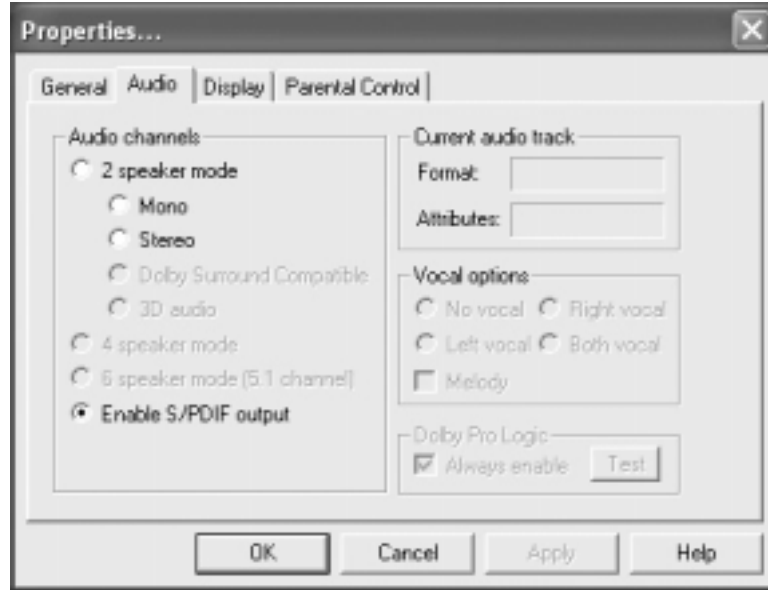 Properties...
General
Audio
Display
Parental Control
Audio channels
2 speaker mode
Mono
Stereo
Dolby Surround Compatible
3D audio
4 speaker mode
6 speaker mode (5.1 channel)
Enable S/PDIF output
Current audio track
Format:
Attributes:
Vocal options
No vocal
Right vocal
Left vocal
Both vocal
Melody
Dolby Pro Logic
Always enable
Test
OK
Cancel
Apply
Help